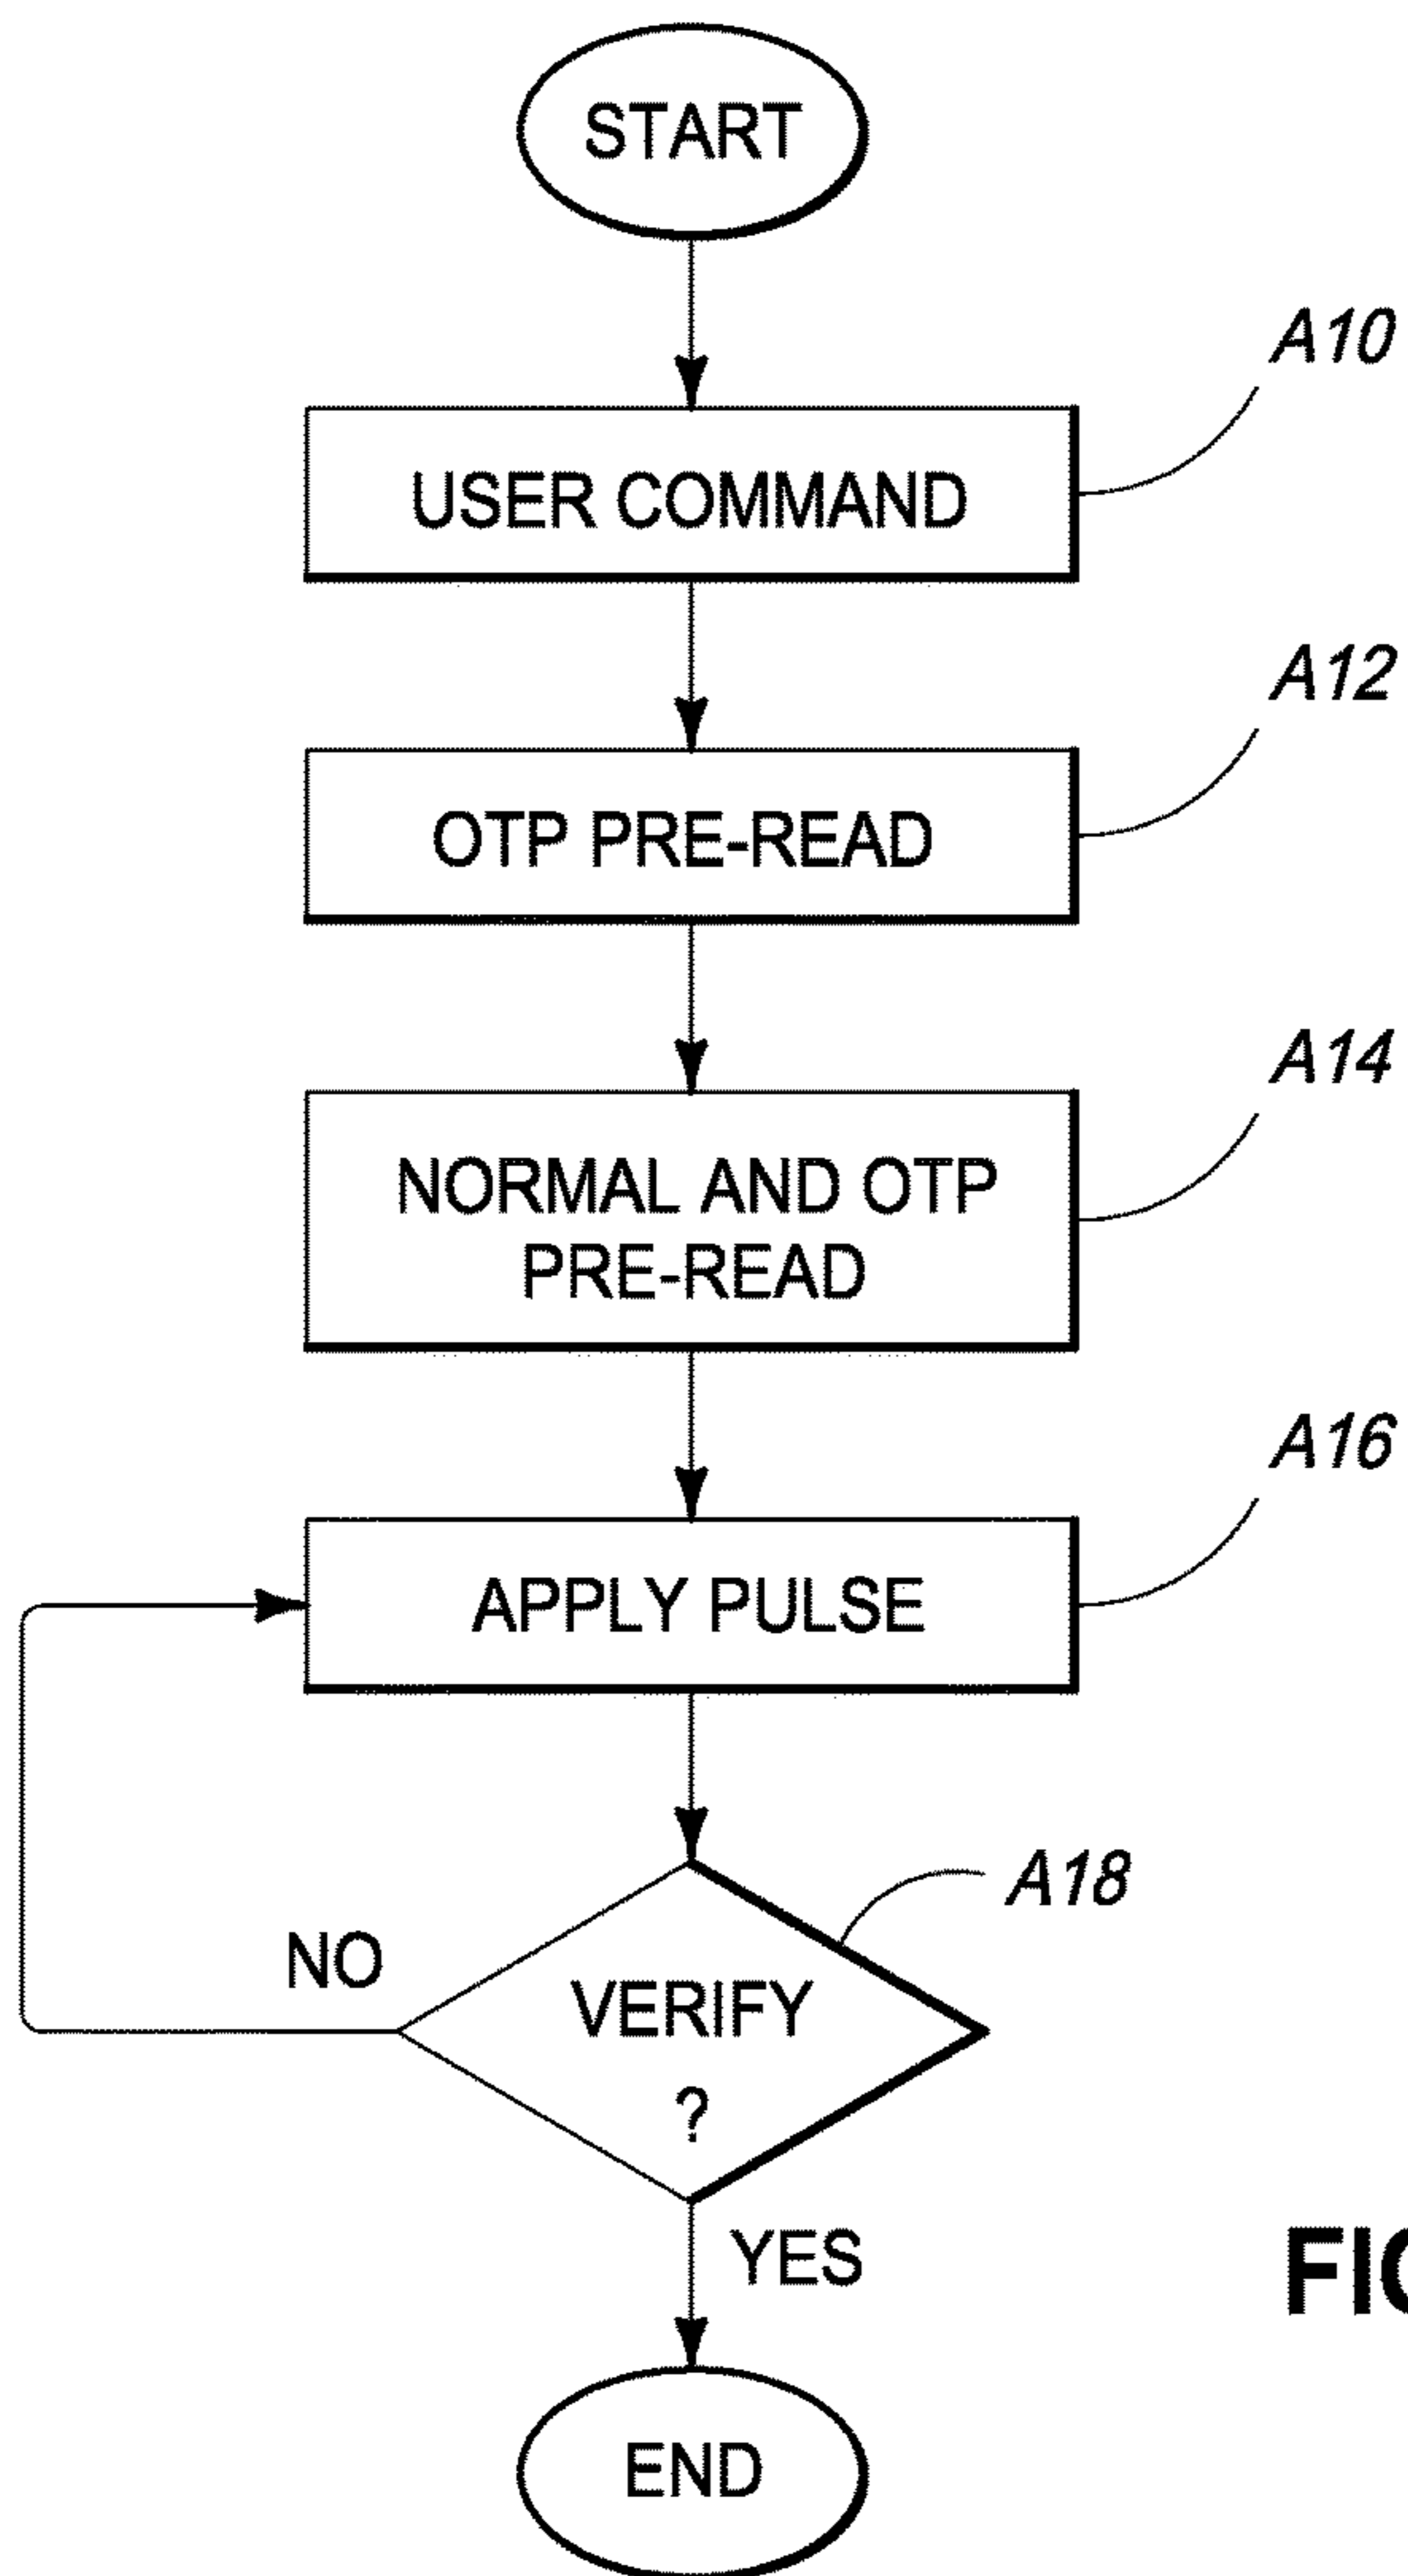 START
A10
USER COMMAND
A12
OTP PRE-READ
A14
NORMAL AND OTP
PRE-READ
A16
APPLY PULSE
A18
NO
VERIFY
?
YES
END